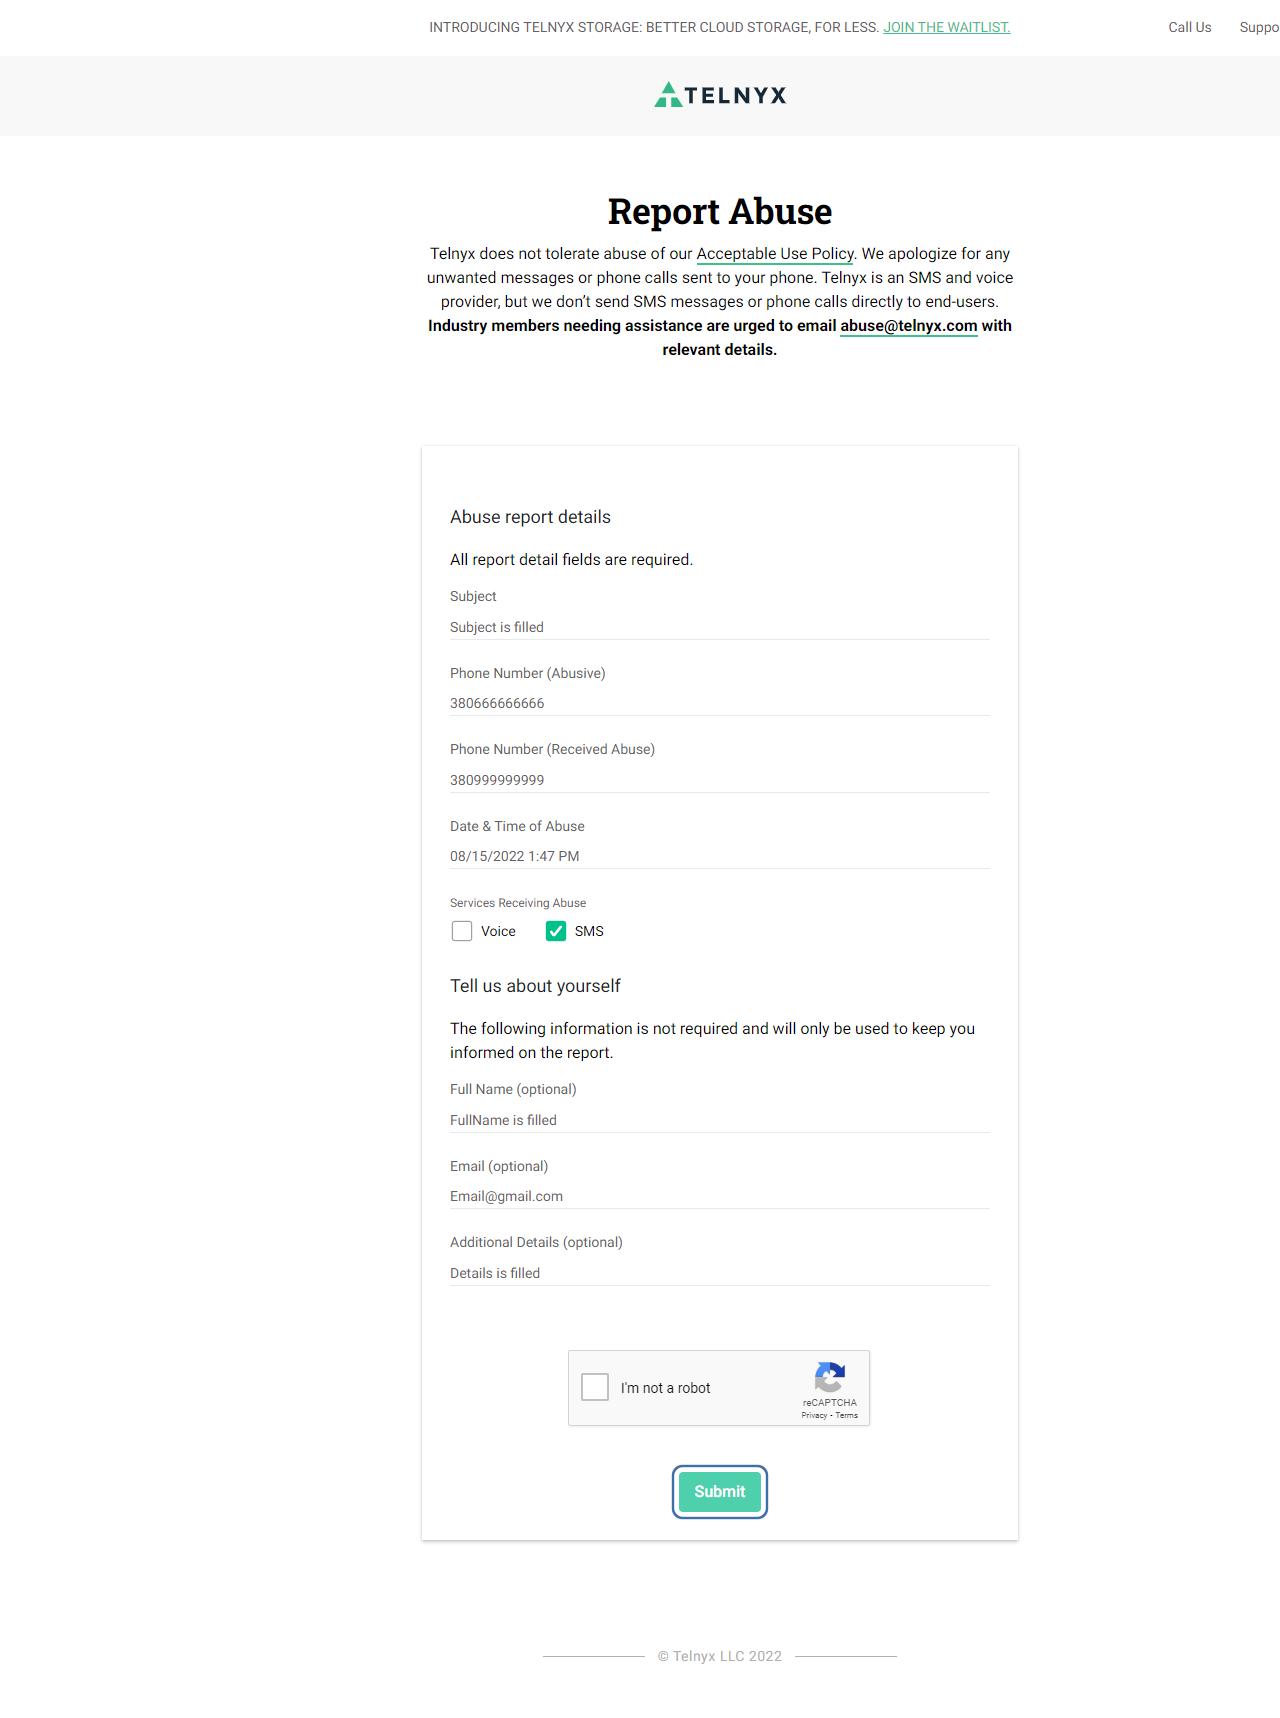 INTRODUCING TELNYX STORAGE: BETTER CLOUD STORAGE, FOR LESS. JOIN THE WAITLIST.
Call Us
Suppo
TELNYX
Report Abuse
Telnyx does not tolerate abuse of our Acceptable Use Policy. We apologize for any
unwanted messages or phone calls sent to your phone. Telnyx is an SMS and voice
provider, but we don’t send SMS messages or phone calls directly to end-users.
Industry members needing assistance are urged to email abuse@telnyx.com with
relevant details.
Abuse report details
All report detail fields are required.
Subject
Subject is filled
Phone Number (Abusive)
380666666666
Phone Number (Received Abuse)
380999999999
Date & Time of Abuse
08/15/2022 1:47 PM
Services Receiving Abuse
Voice
SMS
Tell us about yourself
The following information is not required and will only be used to keep you
informed on the report.
Full Name (optional)
FullName is filled
Email (optional)
Email@gmail.com
Additional Details (optional)
Details is filled
I'm not a robot
reCAPTCHA
Privacy - Terms
Submit
© Telnyx LLC 2022